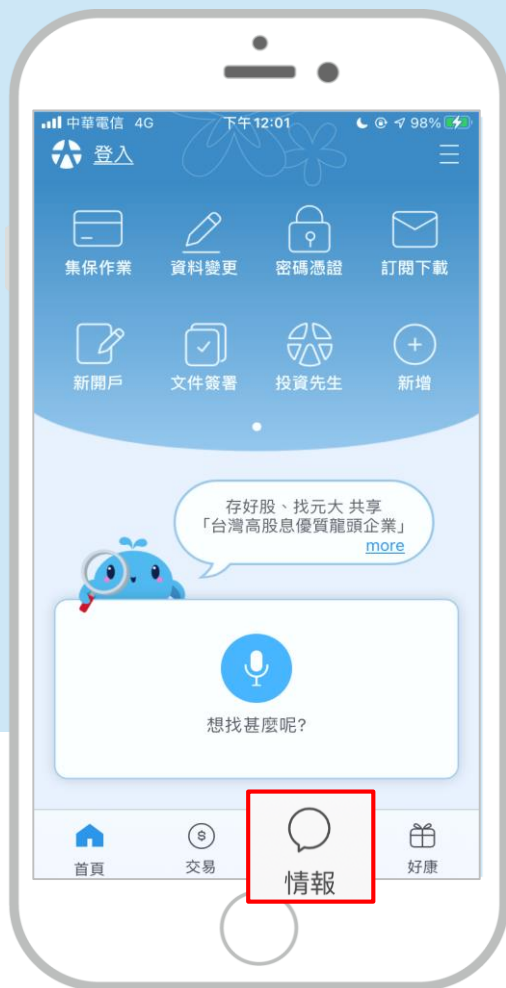 中華電信 4G 下午12:01 98%
登入
集保作業 資料變更 密碼憑證 訂閱下載
新開戶 文件簽署 投資先生 新增
存好股、找元大 共享
「台灣高股息優質龍頭企業」
more
想找甚麼呢?
首頁 交易 情報 好康